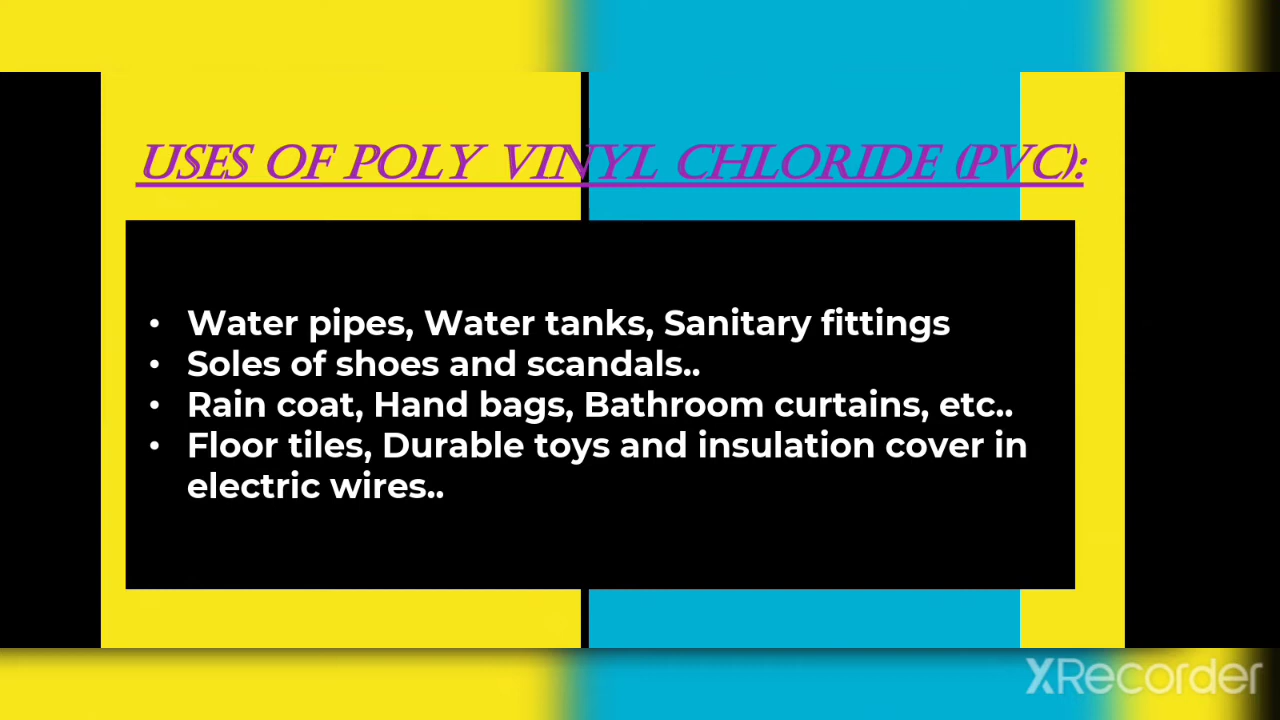 USES OF POLY VINYL CHLORIDE (PVC):
• Water pipes, Water tanks, Sanitary fittings
• Soles of shoes and scandals..
• Rain coat, Hand bags, Bathroom curtains, etc..
• Floor tiles, Durable toys and insulation cover in
electric wires..
XRecorder